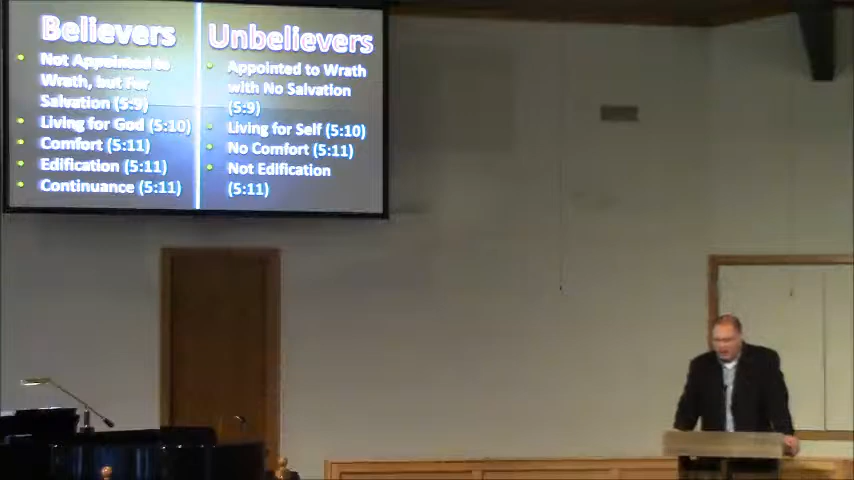 Believers
Not Appointed to
Wrath, but For
Salvation (5:9)
Living for God (5:10)
Comfort (5:11)
Edification (5:11)
Continuance (5:11)
Unbelievers
Appointed to Wrath
with No Salvation
(5:9)
Living for Self (5:10)
No Comfort (5:11)
Not Edification
(5:11)